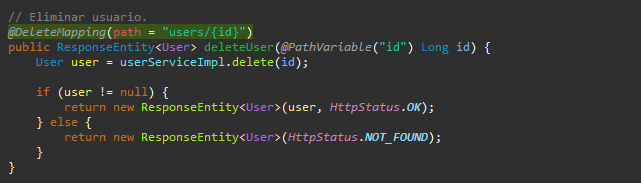 // Eliminar usuario.
@DeleteMapping(path = "users/{id}")
public ResponseEntity<User> deleteUser(@PathVariable("id") Long id) {
    User user = userServiceImpl.delete(id);

    if (user != null) {
        return new ResponseEntity<User>(user, HttpStatus.OK);
    } else {
        return new ResponseEntity<User>(HttpStatus.NOT_FOUND);
    }
}